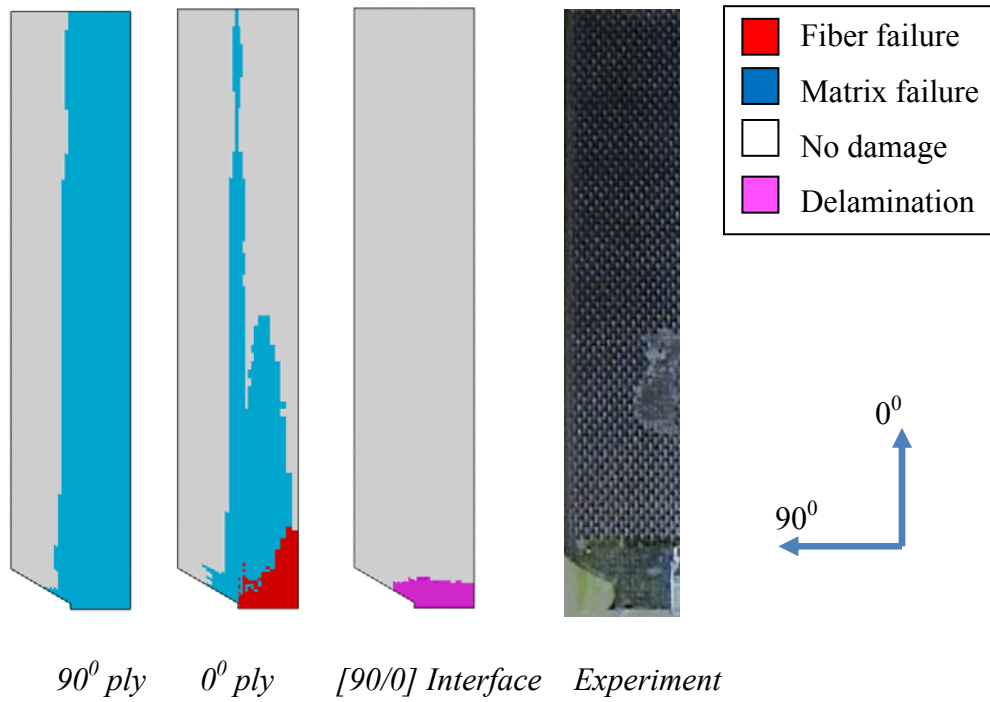 Fiber failure
Matrix failure
No damage
Delamination
0⁰
90⁰
90⁰ ply
0⁰ ply
[90/0] Interface
Experiment